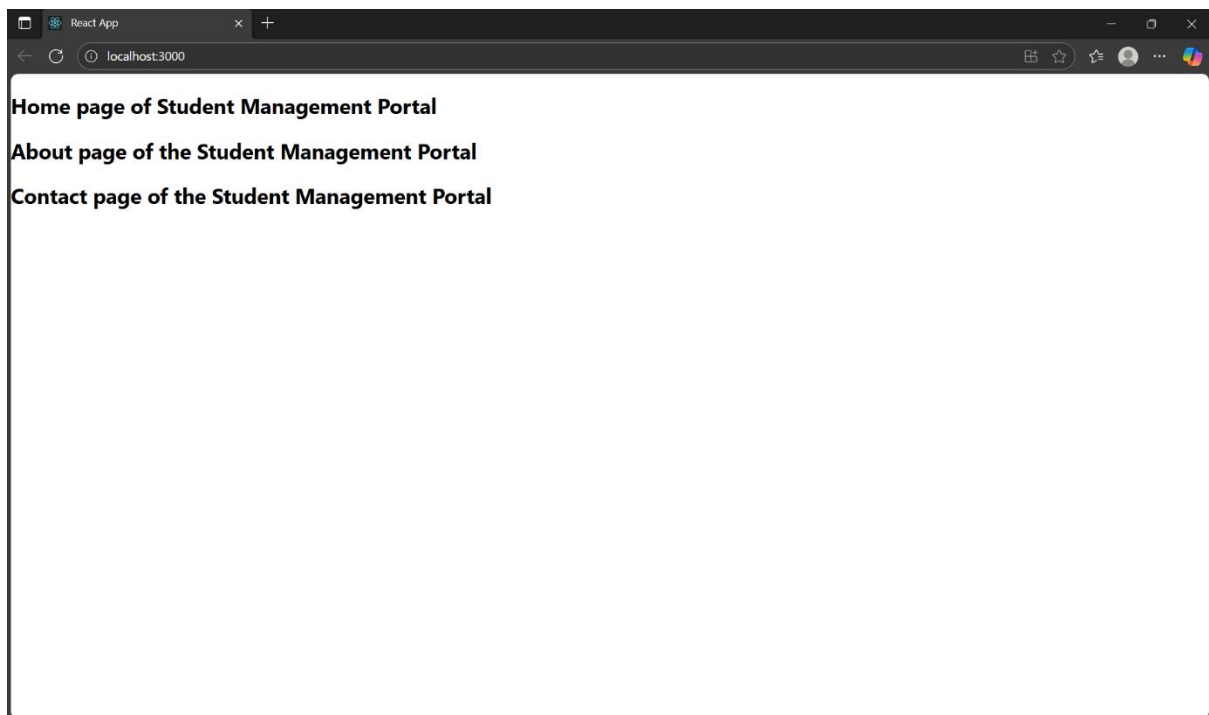 React App
localhost:3000
Home page of Student Management Portal
About page of the Student Management Portal
Contact page of the Student Management Portal